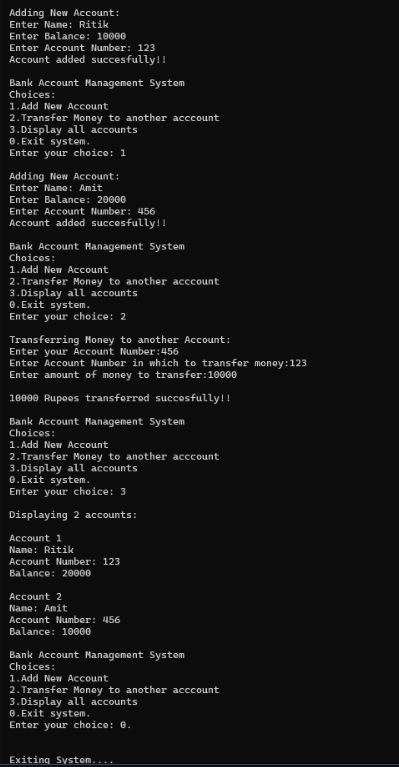 Adding New Account:
Enter Name: Ritik
Enter Balance: 10000
Enter Account Number: 123
Account added succesfully!!
Bank Account Management System
Choices:
1.Add New Account
2.Transfer Money to another acccount
3.Display all accounts
0.Exit system.
Enter your choice: 1
Adding New Account:
Enter Name: Amit
Enter Balance: 20000
Enter Account Number: 456
Account added succesfully!!
Bank Account Management System
Choices:
1.Add New Account
2.Transfer Money to another acccount
3.Display all accounts
0.Exit system.
Enter your choice: 2
Transferring Money to another Account:
Enter your Account Number:456
Enter Account Number in which to transfer money:123
Enter amount of money to transfer:10000
10000 Rupees transferred succesfully!!
Bank Account Management System
Choices:
1.Add New Account
2.Transfer Money to another acccount
3.Display all accounts
0.Exit system.
Enter your choice: 3
Displaying 2 accounts:
Account 1
Name: Ritik
Account Number: 123
Balance: 20000
Account 2
Name: Amit
Account Number: 456
Balance: 10000
Bank Account Management System
Choices:
1.Add New Account
2.Transfer Money to another acccount
3.Display all accounts
0.Exit system.
Enter your choice: 0.
Exiting System....